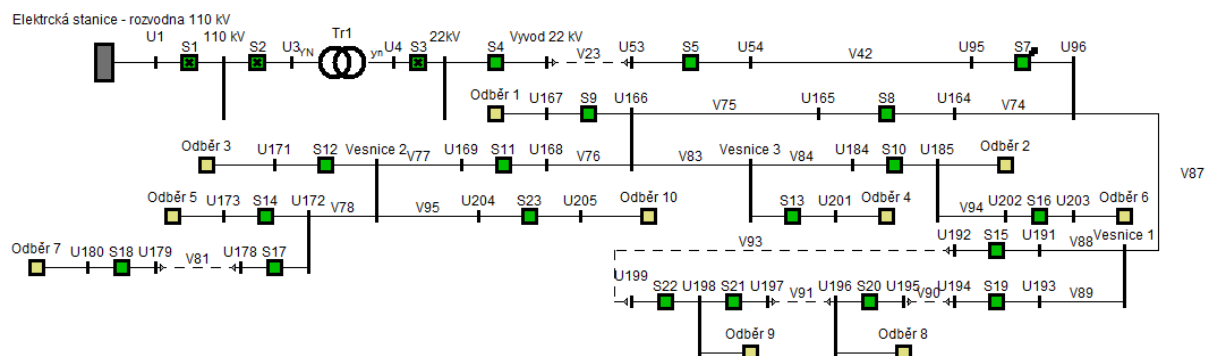 Elektrcká stanice - rozvodna 110 kV
U1 S1 110 kV S2 U3 YN Tr1 yn U4 S3 22kV S4 Vyvod 22 kV V23 U53 S5 U54 V42 U95 S7 U96
Odběr 1 U167 S9 U166 V75 U165 S8 U164 V74
Odběr 3 U171 S12 Vesnice 2 V77 U169 S11 U168 V76 V83 Vesnice 3 V84 U184 S10 U185 Odběr 2 V87
Odběr 5 U173 S14 U172 V78 V95 U204 S23 U205 Odběr 10 S13 U201 Odběr 4 V94 U202 S16 U203 Odběr 6
Odběr 7 U180 S18 U179 V81 U178 S17 V93 U192 S15 U191 V88 Vesnice 1
U199 S22 U198 S21 U197 V91 U196 S20 U195 V90 U194 S19 U193 V89
Odběr 9 Odběr 8